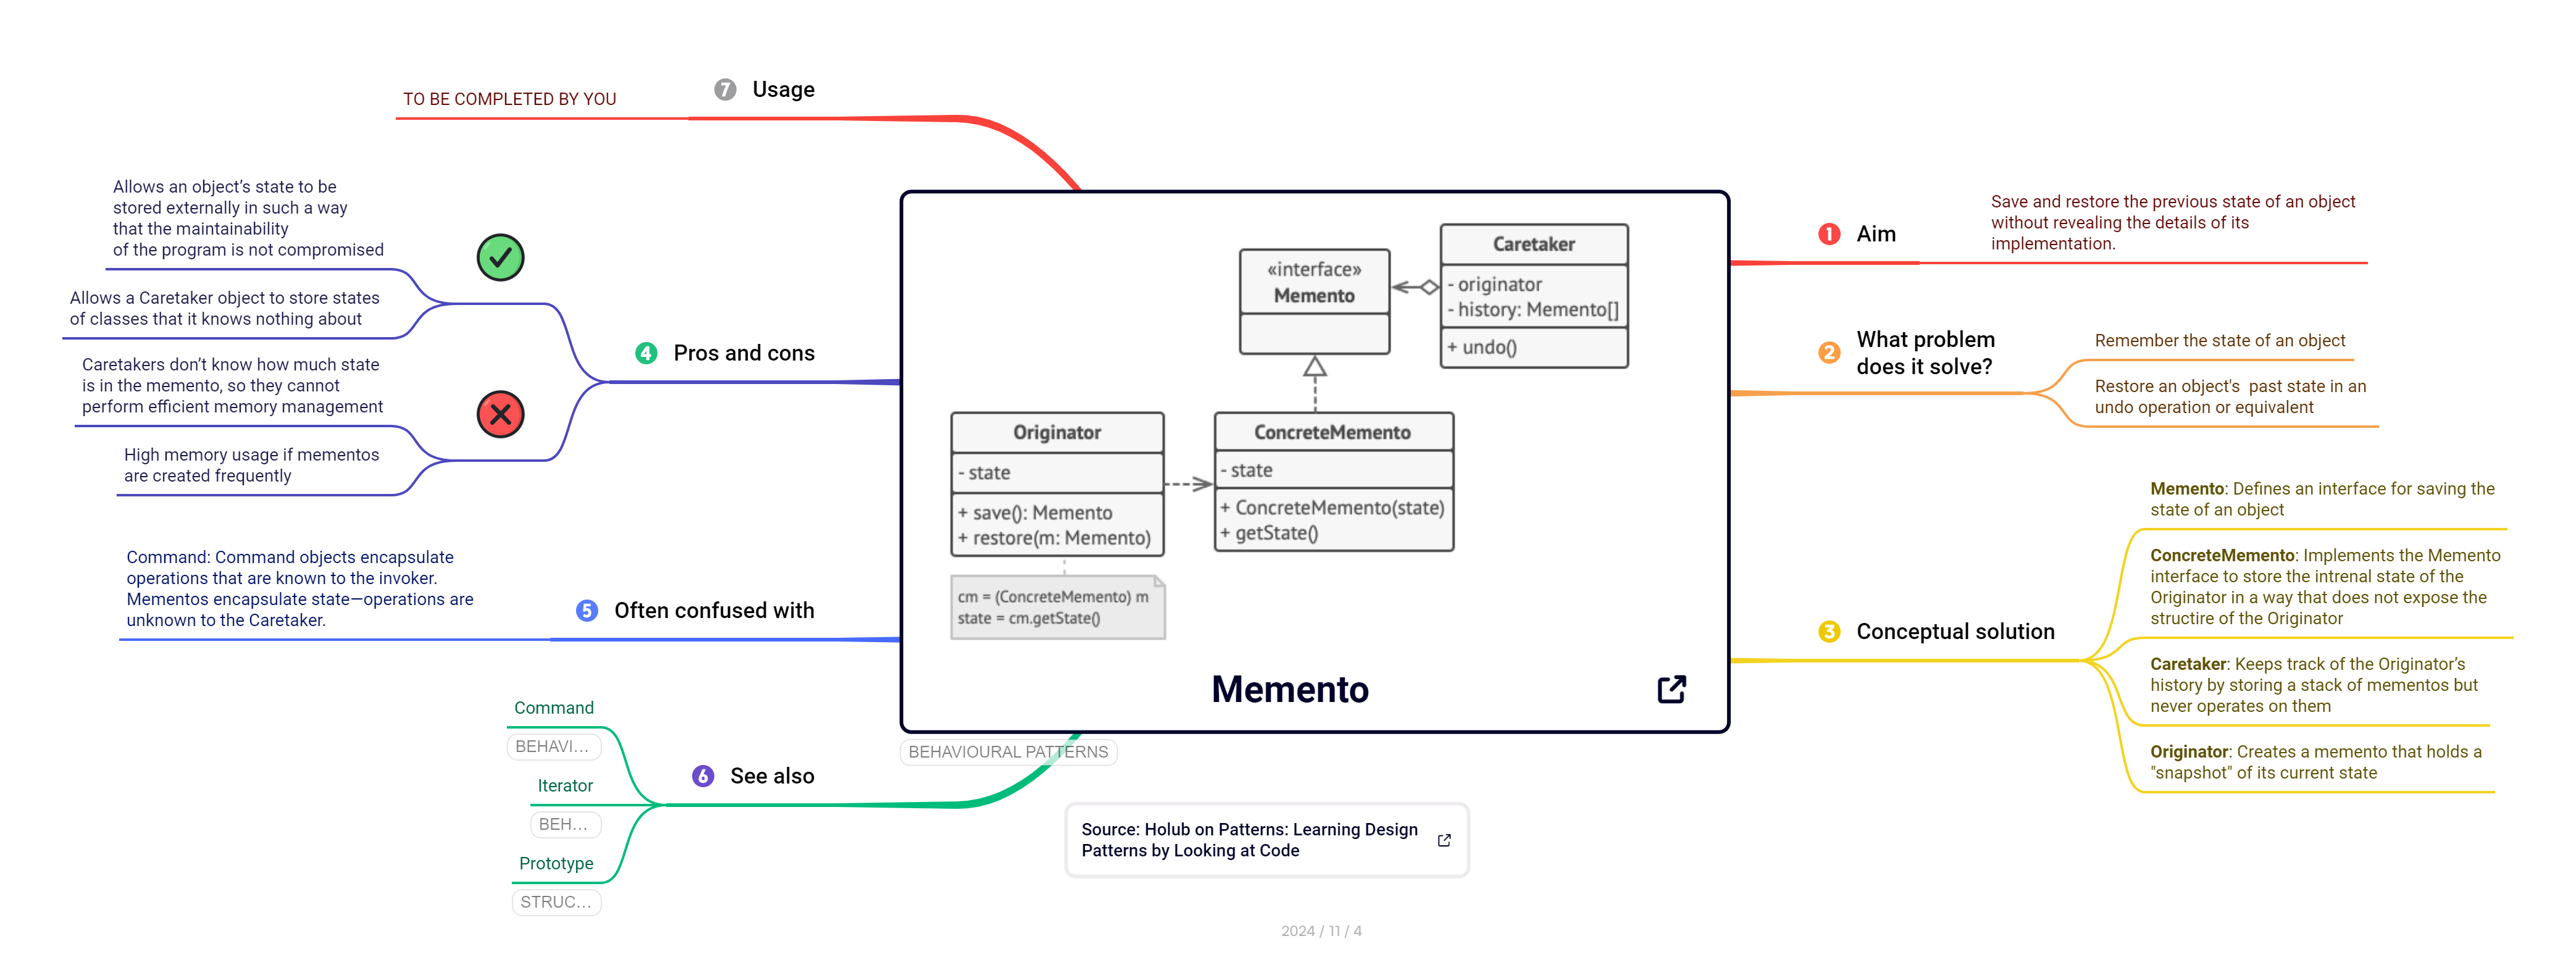 7 Usage
TO BE COMPLETED BY YOU
1 Aim
Save and restore the previous state of an object
without revealing the details of its
implementation.
2 What problem
does it solve?
Remember the state of an object
Restore an object's  past state in an
undo operation or equivalent
3 Conceptual solution
Memento: Defines an interface for saving the
state of an object
ConcreteMemento: Implements the Memento
interface to store the intrenal state of the
Originator in a way that does not expose the
structire of the Originator
Caretaker: Keeps track of the Originator’s
history by storing a stack of mementos but
never operates on them
Originator: Creates a memento that holds a
"snapshot" of its current state
4 Pros and cons
Allows an object’s state to be
stored externally in such a way
that the maintainability
of the program is not compromised
Allows a Caretaker object to store states
of classes that it knows nothing about
Caretakers don’t know how much state
is in the memento, so they cannot
perform efficient memory management
High memory usage if mementos
are created frequently
5 Often confused with
Command: Command objects encapsulate
operations that are known to the invoker.
Mementos encapsulate state—operations are
unknown to the Caretaker.
6 See also
Command
BEHAVI...
Iterator
BEH...
Prototype
STRUC...
«interface»
Memento
Caretaker
- originator
- history: Memento[]
+ undo()
Originator
- state
+ save(): Memento
+ restore(m: Memento)
ConcreteMemento
- state
+ ConcreteMemento(state)
+ getState()
cm = (ConcreteMemento) m
state = cm.getState()
Memento
BEHAVIOURAL PATTERNS
Source: Holub on Patterns: Learning Design
Patterns by Looking at Code
2024 / 11 / 4